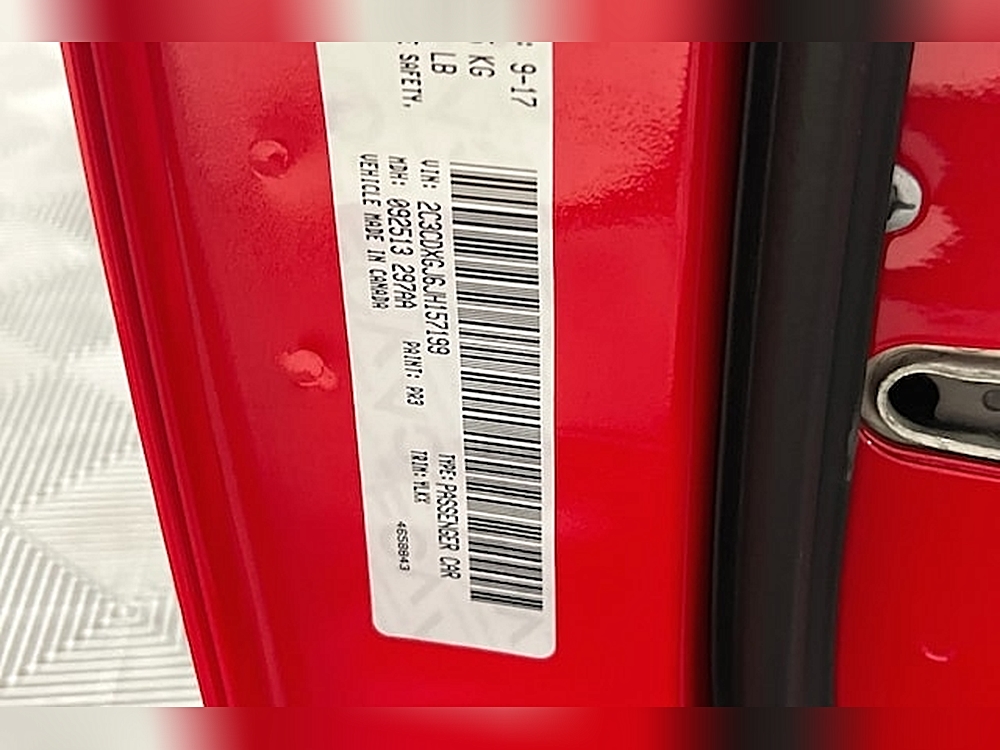 : 9-17
KG
LB
SAFETY,
VIN: 2C3CDXGJ6JH157199
TYPE: PASSENGER CAR
MDH: 092513 297AA PAINT: PR3 TRIM: YLKX
VEHICLE MADE IN CANADA 4658843